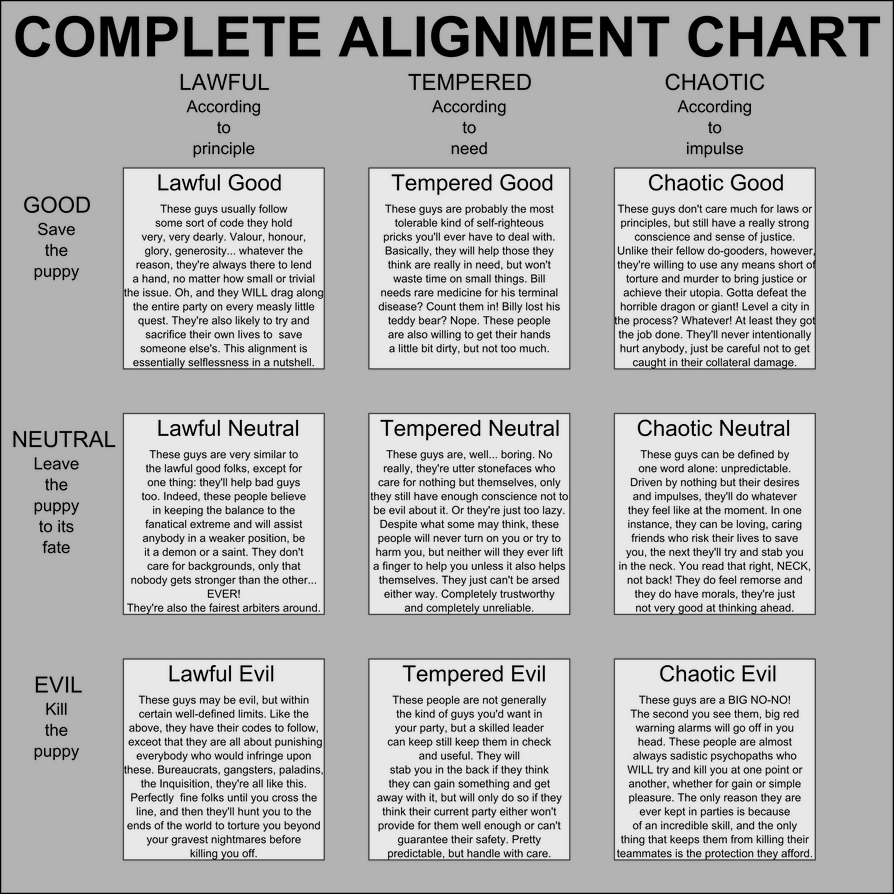 COMPLETE ALIGNMENT CHART
LAWFUL
According
to
principle
TEMPERED
According
to
need
CHAOTIC
According
to
impulse
GOOD
Save
the
puppy
Lawful Good
These guys usually follow
some sort of code they hold
very, very dearly. Valour, honour,
glory, generosity... whatever the
reason, they're always there to lend
a hand, no matter how small or trivial
the issue. Oh, and they WILL drag along
the entire party on every measly little
quest. They're also likely to try and
sacrifice their own lives to save
someone else's. This alignment is
essentially selflessness in a nutshell.
Tempered Good
These guys are probably the most
tolerable kind of self-righteous
pricks you'll ever have to deal with.
Basically, they will help those they
think are really in need, but won't
waste time on small things. Bill
needs rare medicine for his terminal
disease? Count them in! Billy lost his
teddy bear? Nope. These people
are also willing to get their hands
a little bit dirty, but not too much.
Chaotic Good
These guys don't care much for laws or
principles, but still have a really strong
conscience and sense of justice.
Unlike their fellow do-gooders, however,
they're willing to use any means short of
torture and murder to bring justice or
achieve their utopia. Gotta defeat the
horrible dragon or giant! Level a city in
the process? Whatever! At least they got
the job done. They'll never intentionally
hurt anybody, just be careful not to get
caught in their collateral damage.
NEUTRAL
Leave
the
puppy
to its
fate
Lawful Neutral
These guys are very similar to
the lawful good folks, except for
one thing: they'll help bad guys
too. Indeed, these people believe
in keeping the balance to the
fanatical extreme and will assist
anybody in a weaker position, be
it a demon or a saint. They don't
care for backgrounds, only that
nobody gets stronger than the other...
EVER!
They're also the fairest arbiters around.
Tempered Neutral
These guys are, well... boring. No
really, they're utter stonefaces who
care for nothing but themselves, only
they still have enough conscience not to
be evil about it. Or they're just too lazy.
Despite what some may think, these
people will never turn on you or try to
harm you, but neither will they ever lift
a finger to help you unless it also helps
themselves. They just can't be arsed
either way. Completely trustworthy
and completely unreliable.
Chaotic Neutral
These guys can be defined by
one word alone: unpredictable.
Driven by nothing but their desires
and impulses, they'll do whatever
they feel like at the moment. In one
instance, they can be loving, caring
friends who risk their lives to save
you, the next they'll try and stab you
in the neck. You read that right, NECK,
not back! They do feel remorse and
they do have morals, they're just
not very good at thinking ahead.
EVIL
Kill
the
puppy
Lawful Evil
These guys may be evil, but within
certain well-defined limits. Like the
above, they have their codes to follow,
exceot that they are all about punishing
everybody who would infringe upon
these. Bureaucrats, gangsters, paladins,
the Inquisition, they're all like this.
Perfectly fine folks until you cross the
line, and then they'll hunt you to the
ends of the world to torture you beyond
your gravest nightmares before
killing you off.
Tempered Evil
These people are not generally
the kind of guys you'd want in
your party, but a skilled leader
can keep still keep them in check
and useful. They will
stab you in the back if they think
they can gain something and get
away with it, but will only do so if they
think their current party either won't
provide for them well enough or can't
guarantee their safety. Pretty
predictable, but handle with care.
Chaotic Evil
These guys are a BIG NO-NO!
The second you see them, big red
warning alarms will go off in you
head. These people are almost
always sadistic psychopaths who
WILL try and kill you at one point or
another, whether for gain or simple
pleasure. The only reason they are
ever kept in parties is because
of an incredible skill, and the only
thing that keeps them from killing their
teammates is the protection they afford.